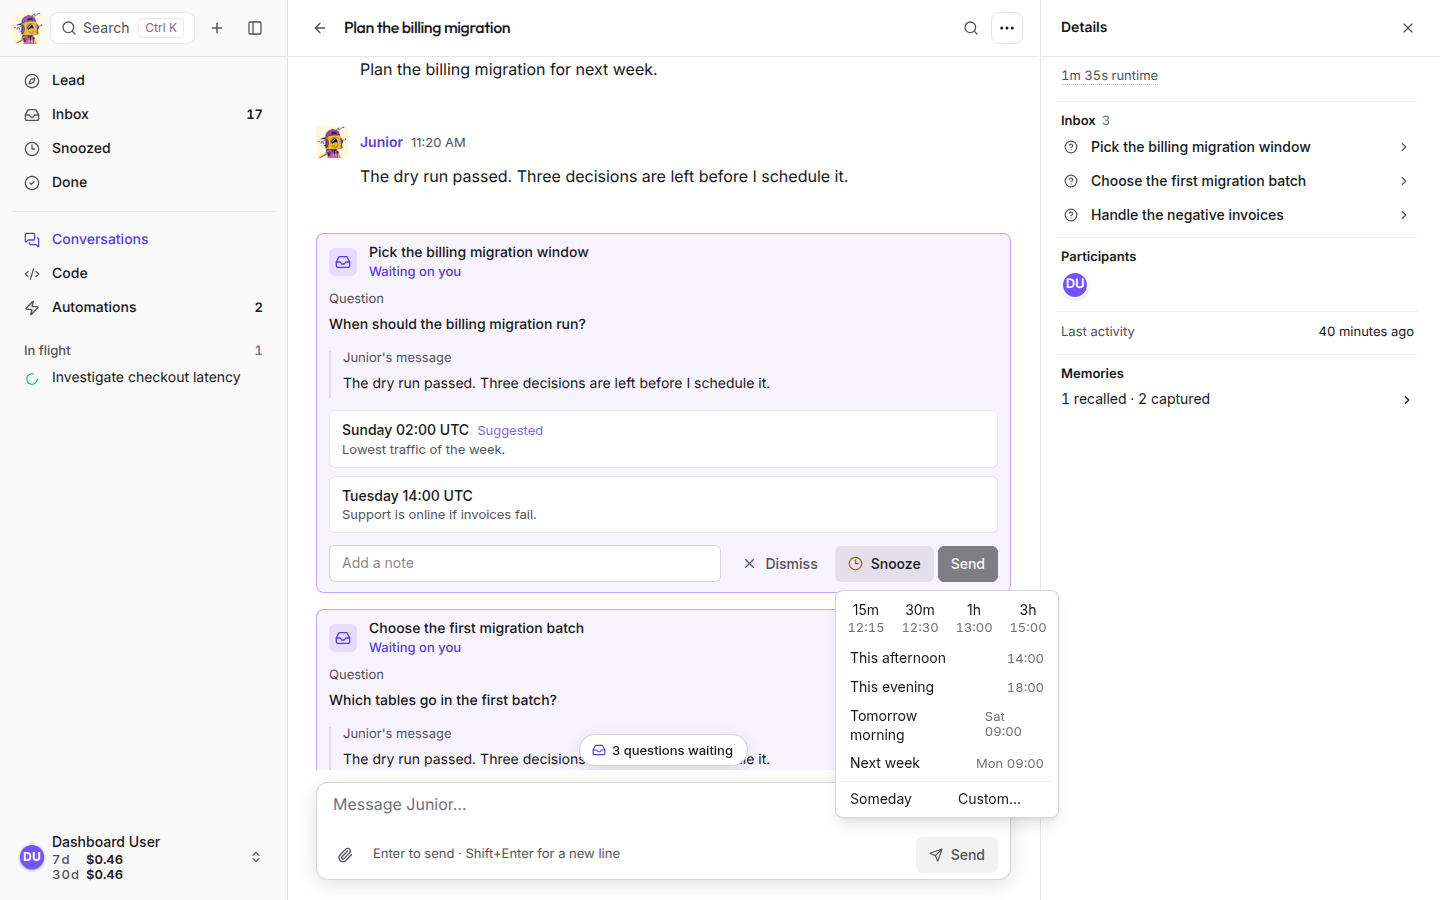 Search Ctrl K
Lead
Inbox 17
Snoozed
Done
Conversations
Code
Automations 2
In flight 1
Investigate checkout latency
DU
Dashboard User
7d $0.46
30d $0.46
Plan the billing migration
Plan the billing migration for next week.
Junior 11:20 AM
The dry run passed. Three decisions are left before I schedule it.
Pick the billing migration window
Waiting on you
Question
When should the billing migration run?
Junior's message
The dry run passed. Three decisions are left before I schedule it.
Sunday 02:00 UTC Suggested
Lowest traffic of the week.
Tuesday 14:00 UTC
Support is online if invoices fail.
Add a note
Dismiss
Snooze
Send
15m 30m 1h 3h
12:15 12:30 13:00 15:00
This afternoon 14:00
This evening 18:00
Tomorrow morning Sat 09:00
Next week Mon 09:00
Someday Custom...
Choose the first migration batch
Waiting on you
Question
Which tables go in the first batch?
Junior's message
The dry run passed. Three decisions le it.
3 questions waiting
Message Junior...
Enter to send · Shift+Enter for a new line
Send
Details
1m 35s runtime
Inbox 3
Pick the billing migration window
Choose the first migration batch
Handle the negative invoices
Participants
DU
Last activity 40 minutes ago
Memories
1 recalled · 2 captured